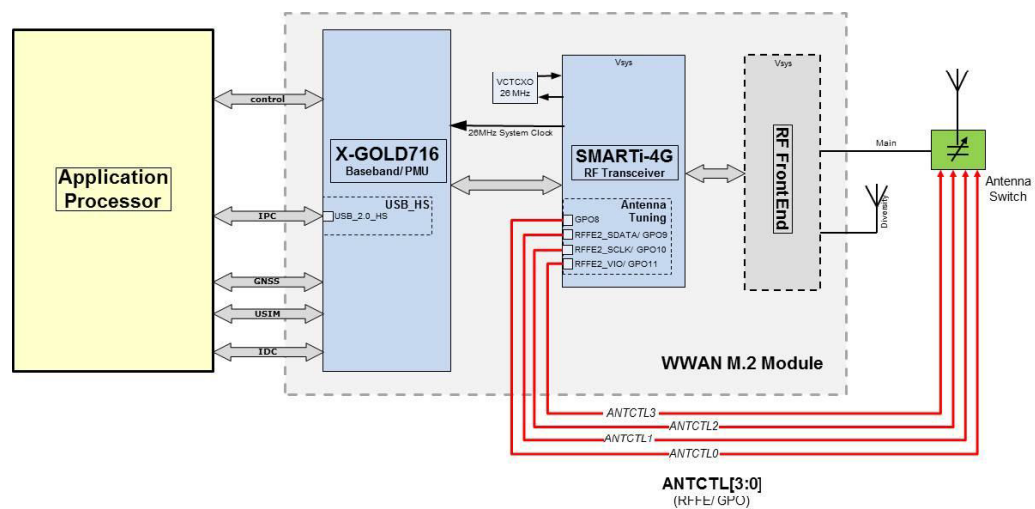 Application
Processor
control
IPC
GNSS
USIM
IDC
X-GOLD716
Baseband/ PMU
USB_HS
USB_2.0_HS
VCTCXO
26 MHz
26MHz System Clock
Vsys
SMARTi-4G
RF Transceiver
Antenna
Tuning
GPO8
RFFE2_SDATA/ GPO9
RFFE2_SCLK/ GPO10
RFFE2_VIO/ GPO11
Vsys
RF FrontEnd
Main
Diversity
Antenna
Switch
WWAN M.2 Module
ANTCTL3
ANTCTL2
ANTCTL1
ANTCTL0
ANTCTL[3:0]
(RFFE/ GPO)